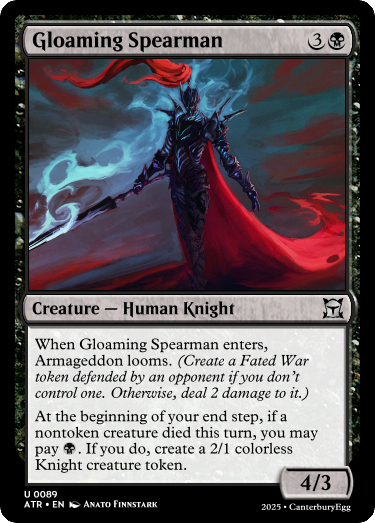 Gloaming Spearman 3
Creature — Human Knight
When Gloaming Spearman enters,
Armageddon looms. (Create a Fated War
token defended by an opponent if you don't
control one. Otherwise, deal 2 damage to it.)
At the beginning of your end step, if a
nontoken creature died this turn, you may
pay . If you do, create a 2/1 colorless
Knight creature token.
4/3
U 0089
ATR • EN Anato Finnstark
2025 • CanterburyEgg